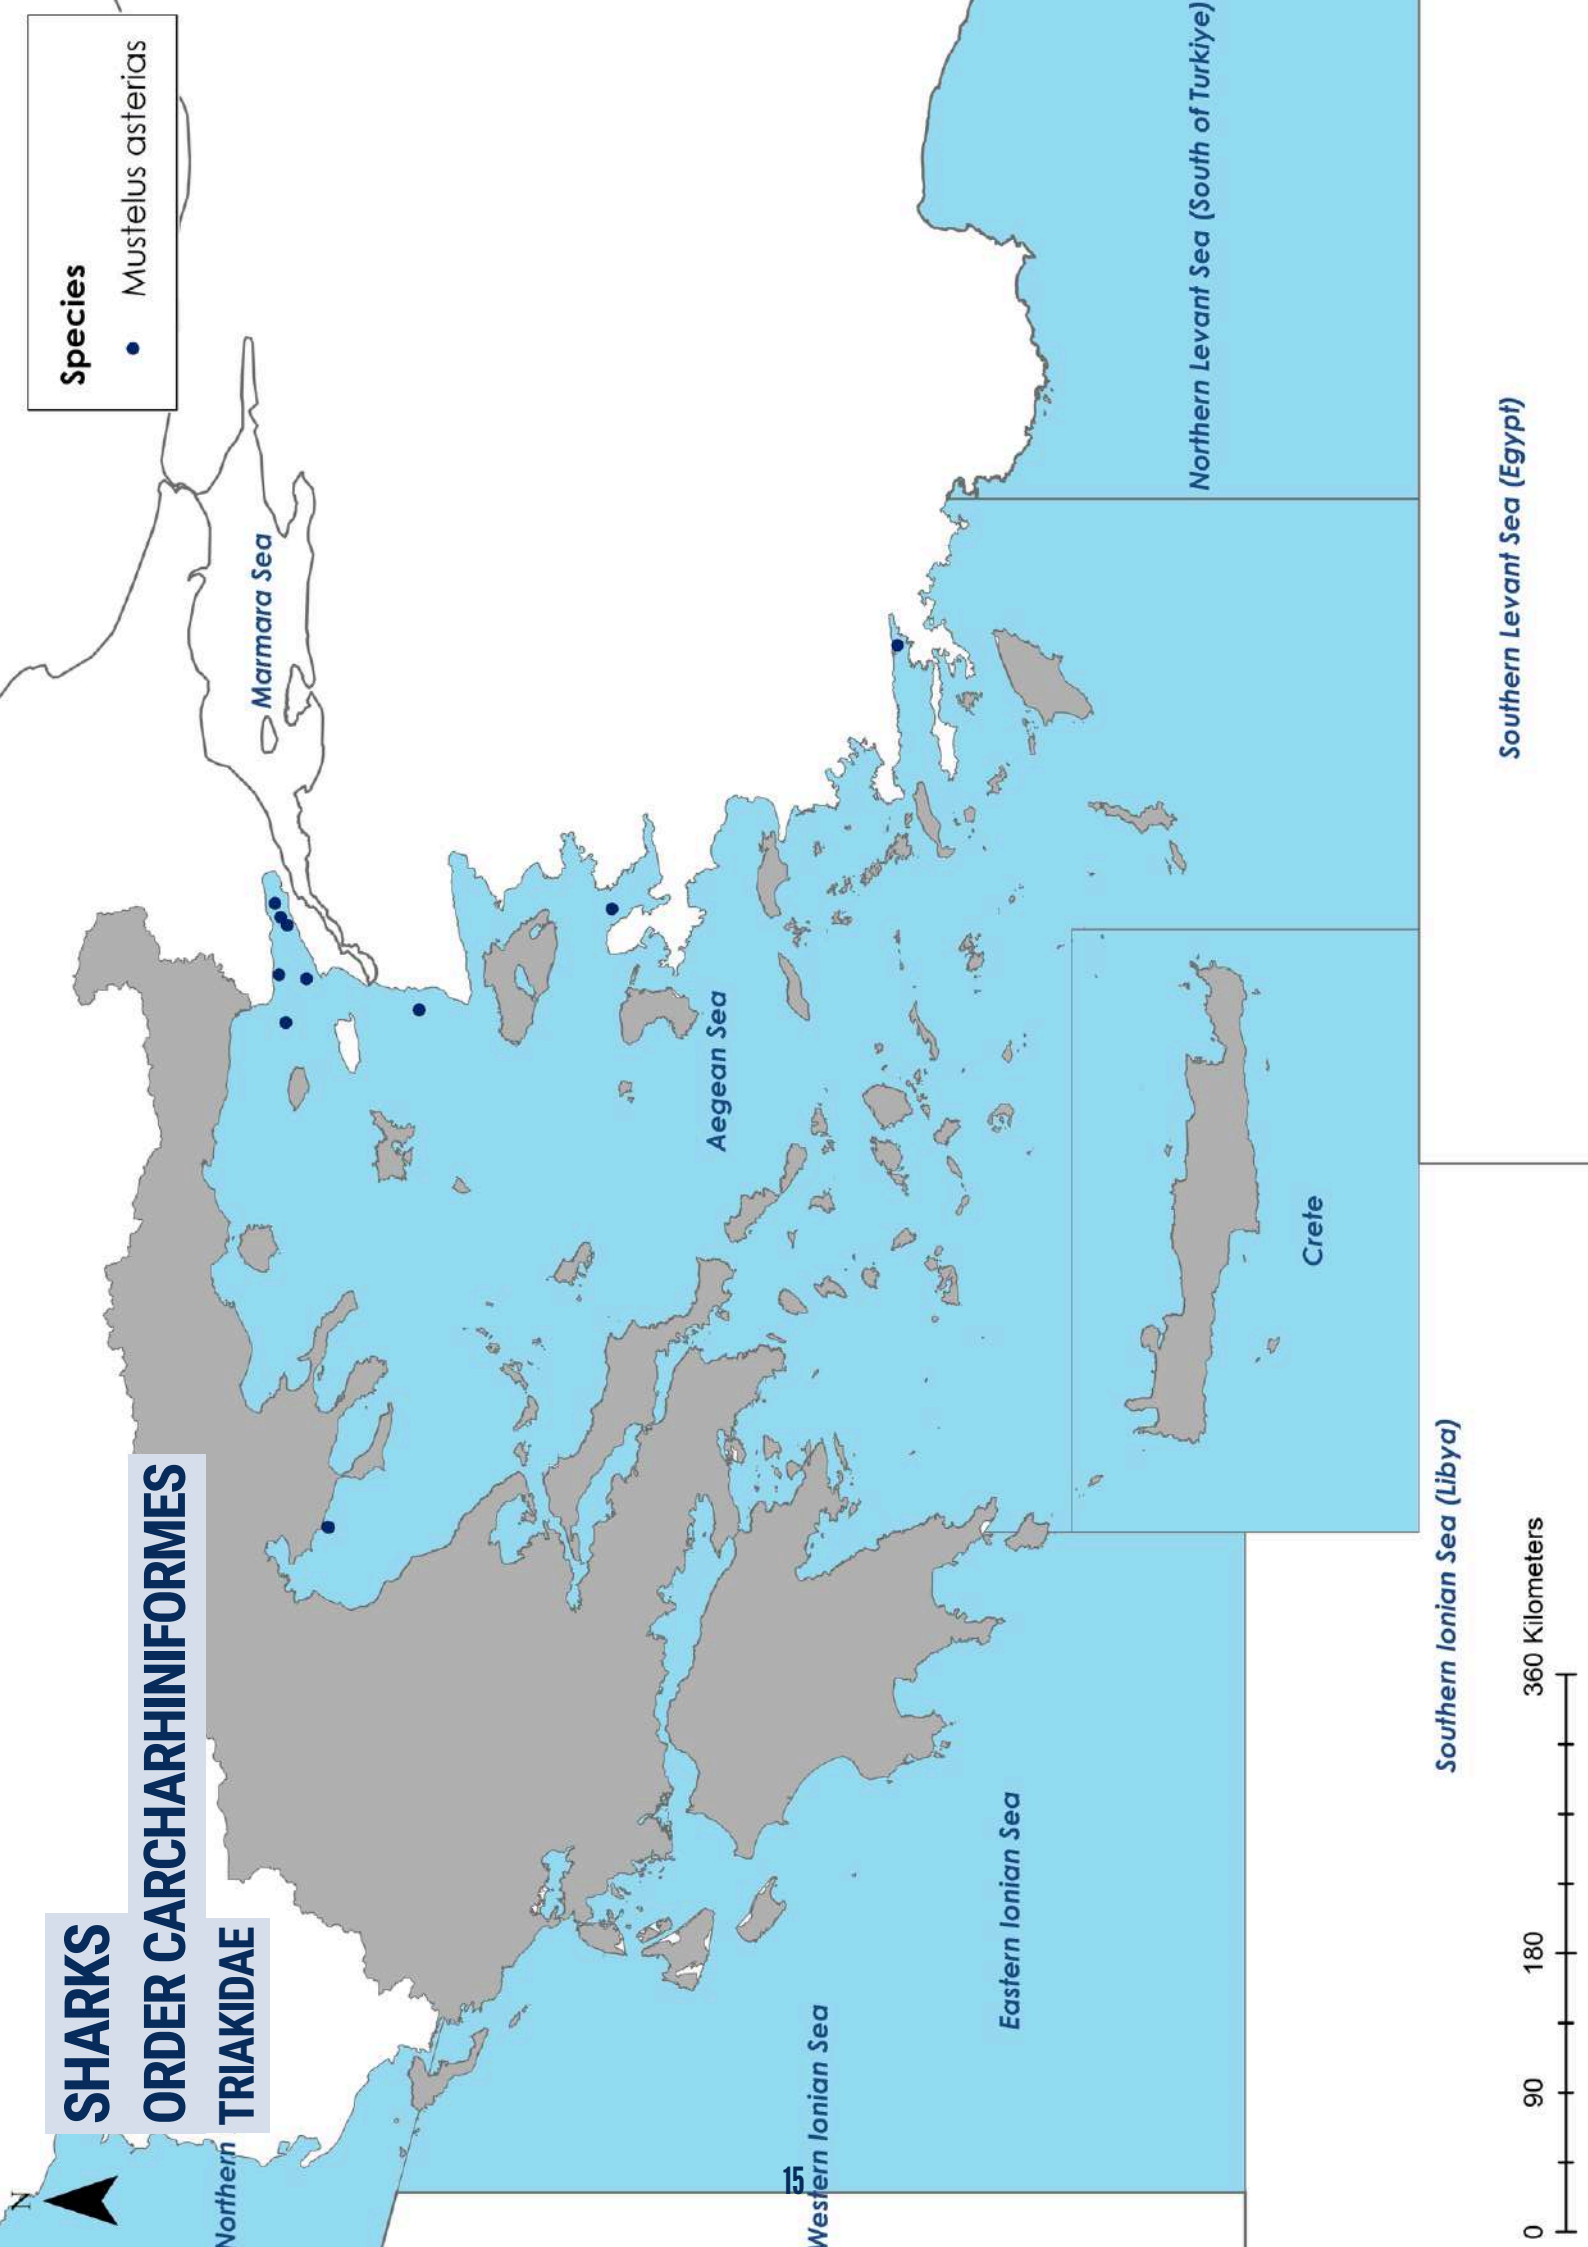 SHARKS
ORDER CARCHARHINIFORMES
TRIAKIDAE
N
Species
Mustelus asterias
Northern
Marmara Sea
Aegean Sea
Western Ionian Sea
Eastern Ionian Sea
Crete
Northern Levant Sea (South of Turkiye)
Southern Ionian Sea (Libya)
Southern Levant Sea (Egypt)
0 90 180 360 Kilometers
15